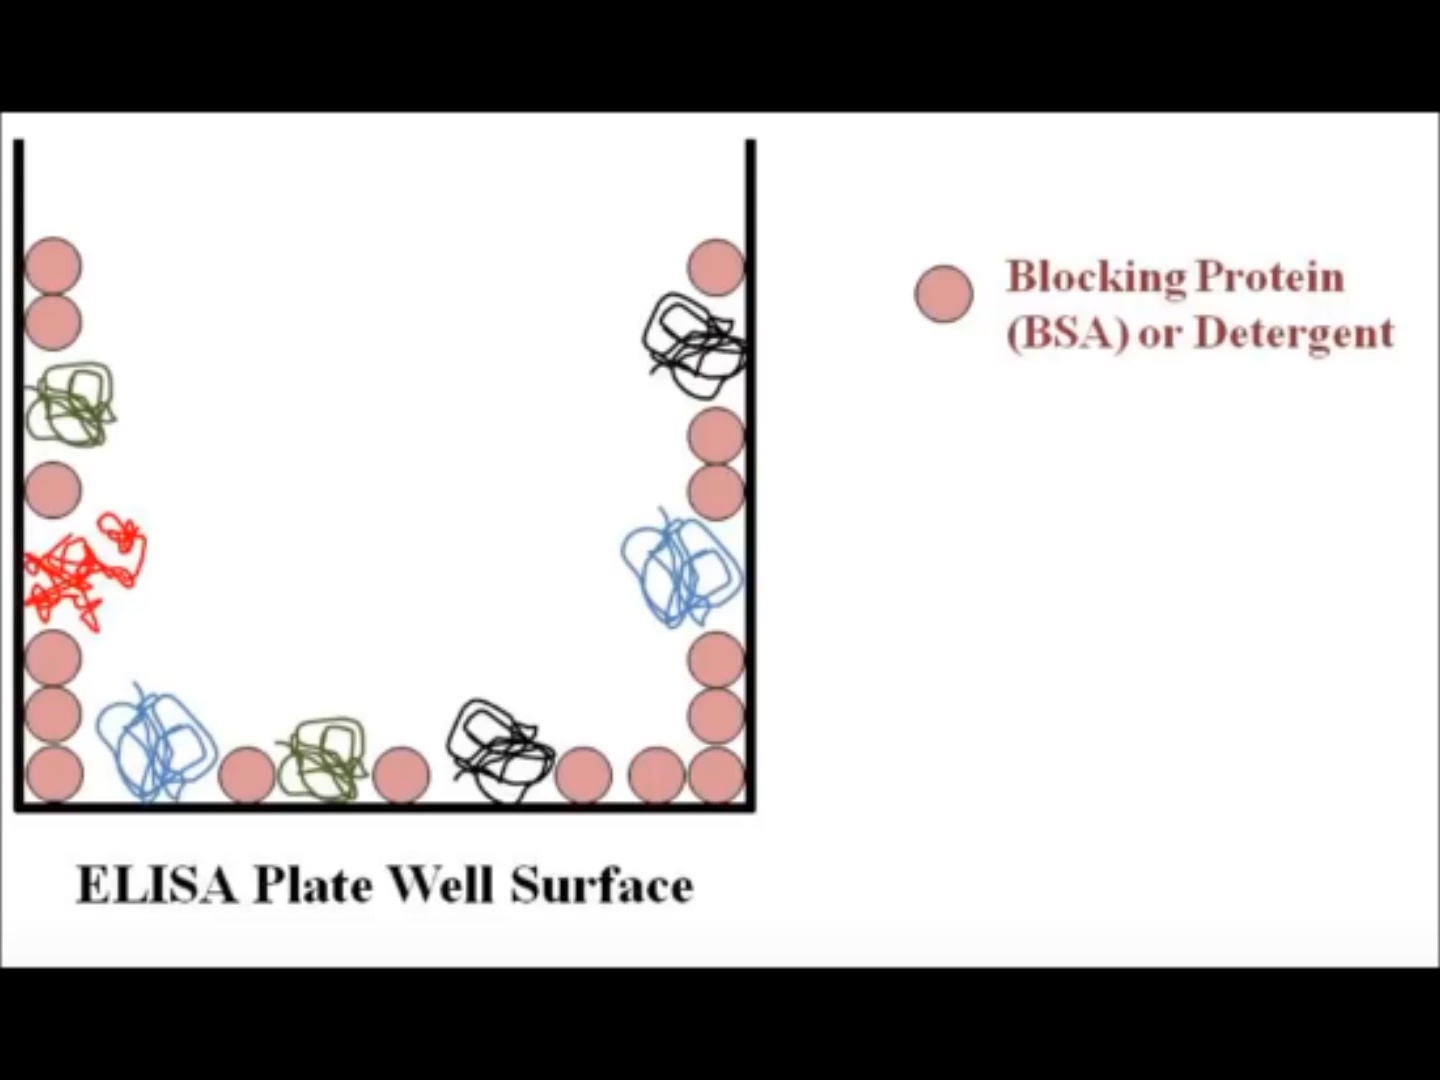 Blocking Protein
(BSA) or Detergent
ELISA Plate Well Surface